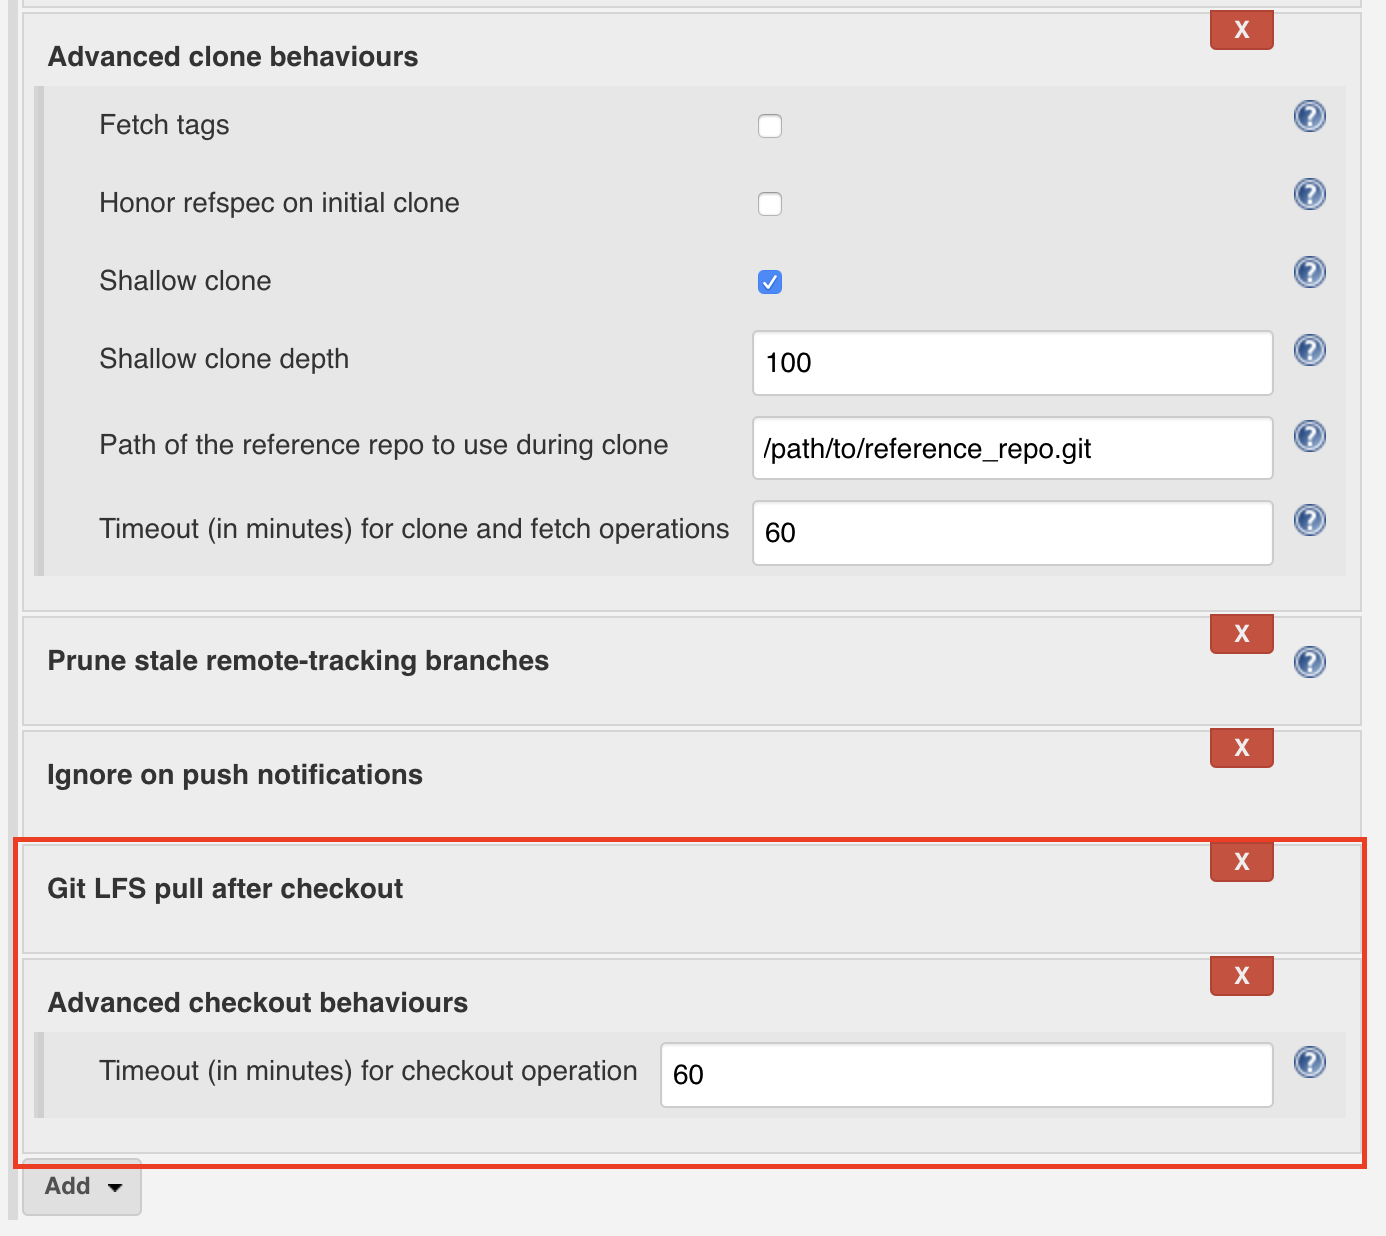 X
Advanced clone behaviours
Fetch tags
?
Honor refspec on initial clone
?
Shallow clone
?
Shallow clone depth 100
?
Path of the reference repo to use during clone /path/to/reference_repo.git
?
Timeout (in minutes) for clone and fetch operations 60
?
X
Prune stale remote-tracking branches
?
X
Ignore on push notifications
X
Git LFS pull after checkout
X
Advanced checkout behaviours
Timeout (in minutes) for checkout operation 60
?
Add